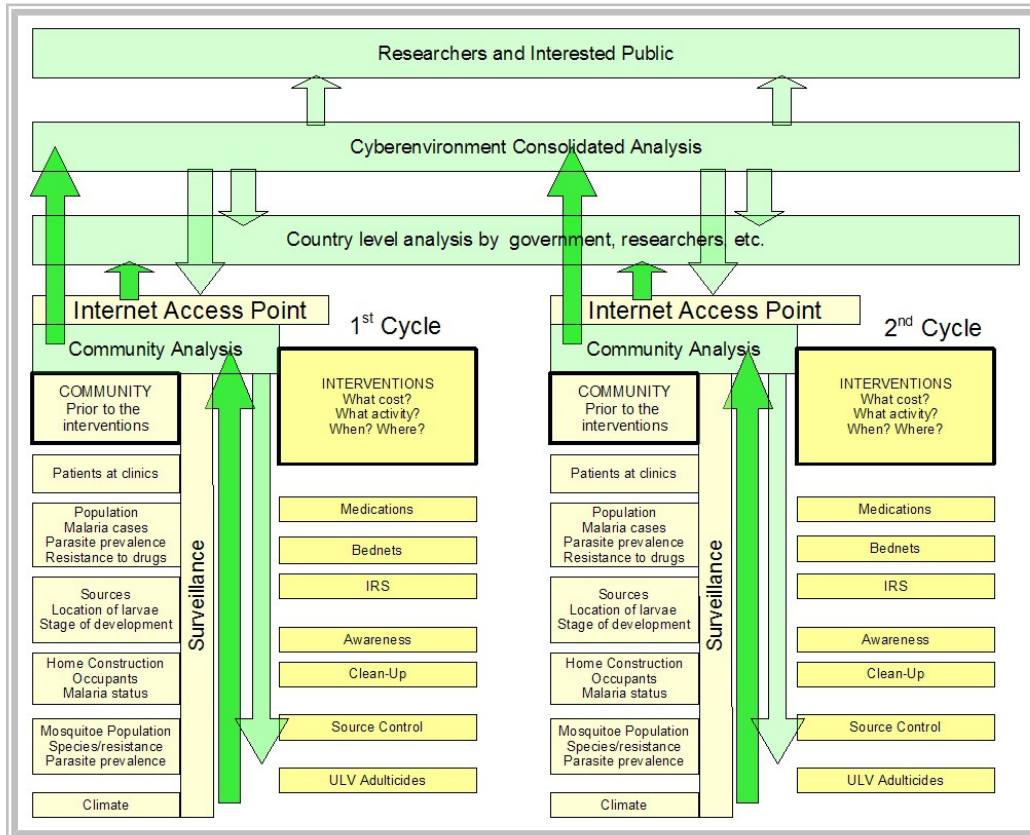 Researchers and Interested Public
Cyberenvironment Consolidated Analysis
Country level analysis by government, researchers, etc.
Internet Access Point
1st Cycle
Community Analysis
COMMUNITY
Prior to the
interventions
INTERVENTIONS
What cost?
What activity?
When? Where?
Patients at clinics
Population
Malaria cases
Parasite prevalence
Resistance to drugs
Sources
Location of larvae
Stage of development
Home Construction
Occupants
Malaria status
Mosquitoe Population
Species/resistance
Parasite prevalence
Climate
Surveillance
Medications
Bednets
IRS
Awareness
Clean-Up
Source Control
ULV Adulticides
Internet Access Point
2nd Cycle
Community Analysis
COMMUNITY
Prior to the
interventions
INTERVENTIONS
What cost?
What activity?
When? Where?
Patients at clinics
Population
Malaria cases
Parasite prevalence
Resistance to drugs
Sources
Location of larvae
Stage of development
Home Construction
Occupants
Malaria status
Mosquitoe Population
Species/resistance
Parasite prevalence
Climate
Surveillance
Medications
Bednets
IRS
Awareness
Clean-Up
Source Control
ULV Adulticides